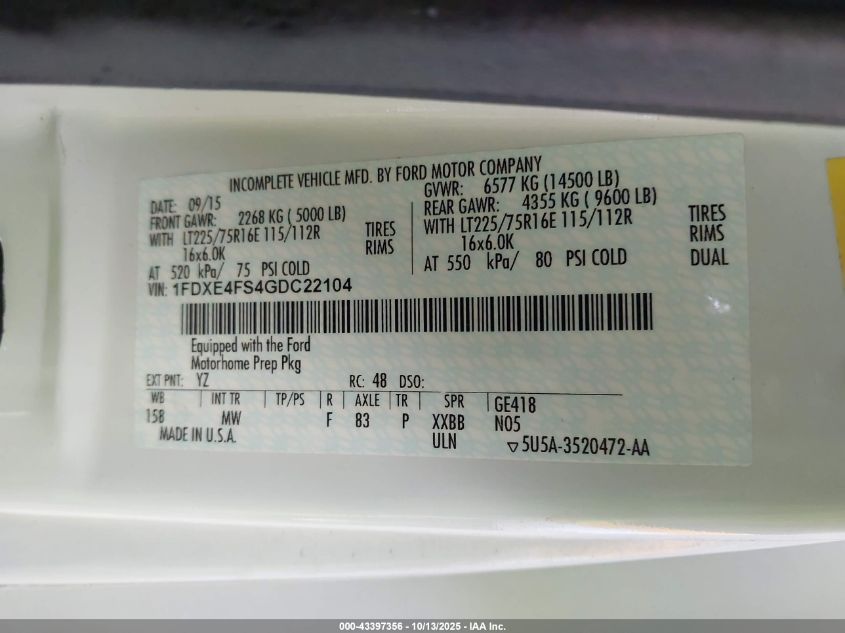 INCOMPLETE VEHICLE MFD. BY FORD MOTOR COMPANY
DATE: 09/15
FRONT GAWR: 2268 KG ( 5000 LB)
WITH LT225/75R16E 115/112R TIRES
16x6.0K RIMS
AT 520 kPa/ 75 PSI COLD
GVWR: 6577 KG (14500 LB)
REAR GAWR: 4355 KG ( 9600 LB)
WITH LT225/75R16E 115/112R TIRES
16x6.0K RIMS
AT 550 kPa/ 80 PSI COLD DUAL
VIN: 1FDXE4FS4GDC22104
Equipped with the Ford
Motorhome Prep Pkg
EXT PNT: YZ RC: 48 DSO:
WB INT TR TP/PS R AXLE TR SPR GE418
158 MW F 83 P XXBB N05
MADE IN U.S.A. ULN ▽5U5A-3520472-AA
000-43397356 - 10/13/2025 - IAA Inc.